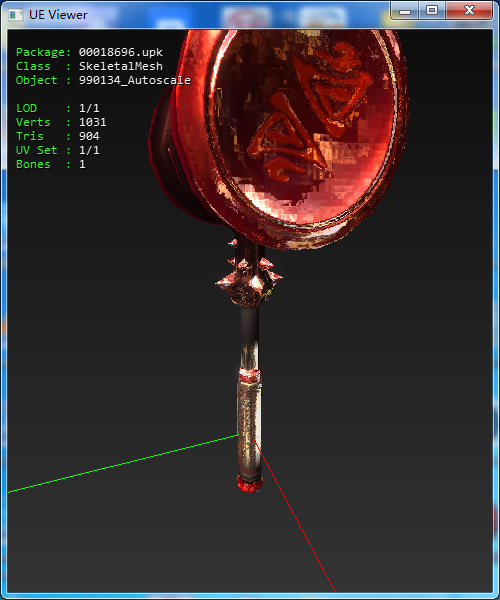 UE Viewer
Package: 00018696.upk
Class  : SkeletalMesh
Object : 990134_Autoscale
LOD    : 1/1
Verts  : 1031
Tris   : 904
UV Set : 1/1
Bones  : 1